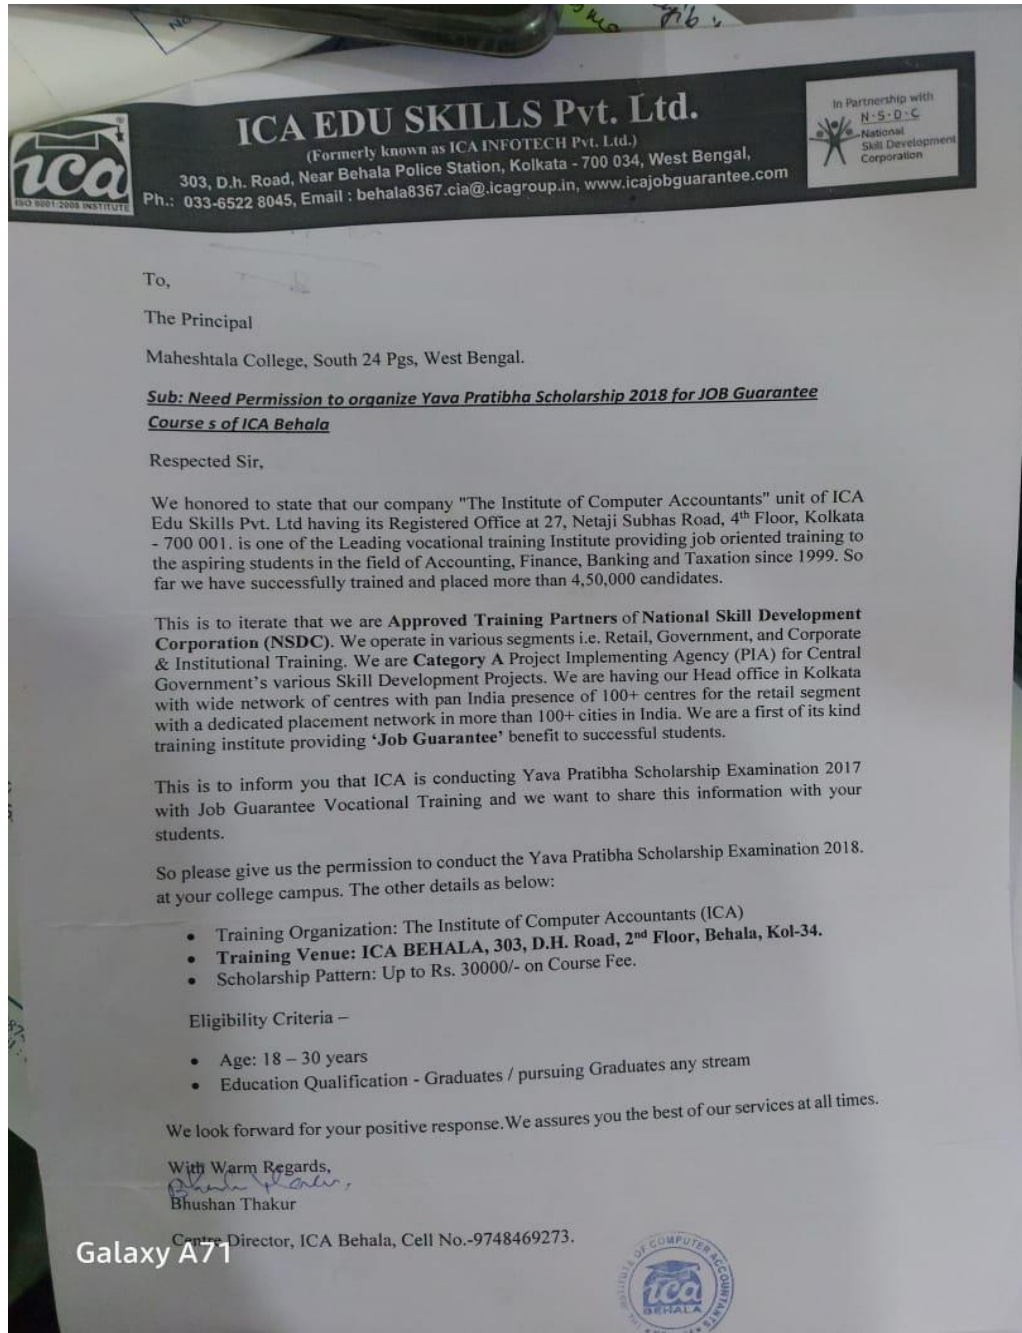 No
ICA EDU SKILLS Pvt. Ltd.
(Formerly known as ICA INFOTECH Pvt. Ltd.)
303, D.h. Road, Near Behala Police Station, Kolkata - 700 034, West Bengal,
Ph.: 033-6522 8045, Email : behala8367.cia@.icagroup.in, www.icajobguarantee.com
ica
ISO 9001:2008 INSTITUTE
In Partnership with
N·S·D·C
National
Skill Development
Corporation
To,
The Principal
Maheshtala College, South 24 Pgs, West Bengal.
Sub: Need Permission to organize Yava Pratibha Scholarship 2018 for JOB Guarantee
Course s of ICA Behala
Respected Sir,
We honored to state that our company "The Institute of Computer Accountants" unit of ICA
Edu Skills Pvt. Ltd having its Registered Office at 27, Netaji Subhas Road, 4th Floor, Kolkata
- 700 001. is one of the Leading vocational training Institute providing job oriented training to
the aspiring students in the field of Accounting, Finance, Banking and Taxation since 1999. So
far we have successfully trained and placed more than 4,50,000 candidates.
This is to iterate that we are Approved Training Partners of National Skill Development
Corporation (NSDC). We operate in various segments i.e. Retail, Government, and Corporate
& Institutional Training. We are Category A Project Implementing Agency (PIA) for Central
Government's various Skill Development Projects. We are having our Head office in Kolkata
with wide network of centres with pan India presence of 100+ centres for the retail segment
with a dedicated placement network in more than 100+ cities in India. We are a first of its kind
training institute providing 'Job Guarantee' benefit to successful students.
This is to inform you that ICA is conducting Yava Pratibha Scholarship Examination 2017
with Job Guarantee Vocational Training and we want to share this information with your
students.
So please give us the permission to conduct the Yava Pratibha Scholarship Examination 2018.
at your college campus. The other details as below:
• Training Organization: The Institute of Computer Accountants (ICA)
• Training Venue: ICA BEHALA, 303, D.H. Road, 2nd Floor, Behala, Kol-34.
• Scholarship Pattern: Up to Rs. 30000/- on Course Fee.
Eligibility Criteria –
• Age: 18 – 30 years
• Education Qualification - Graduates / pursuing Graduates any stream
We look forward for your positive response.We assures you the best of our services at all times.
With Warm Regards,
Bhushan Thakur
Centre Director, ICA Behala, Cell No.-9748469273.
Galaxy A71
INSTITUTE OF COMPUTER ACCOUNTANTS
ica
BEHALA